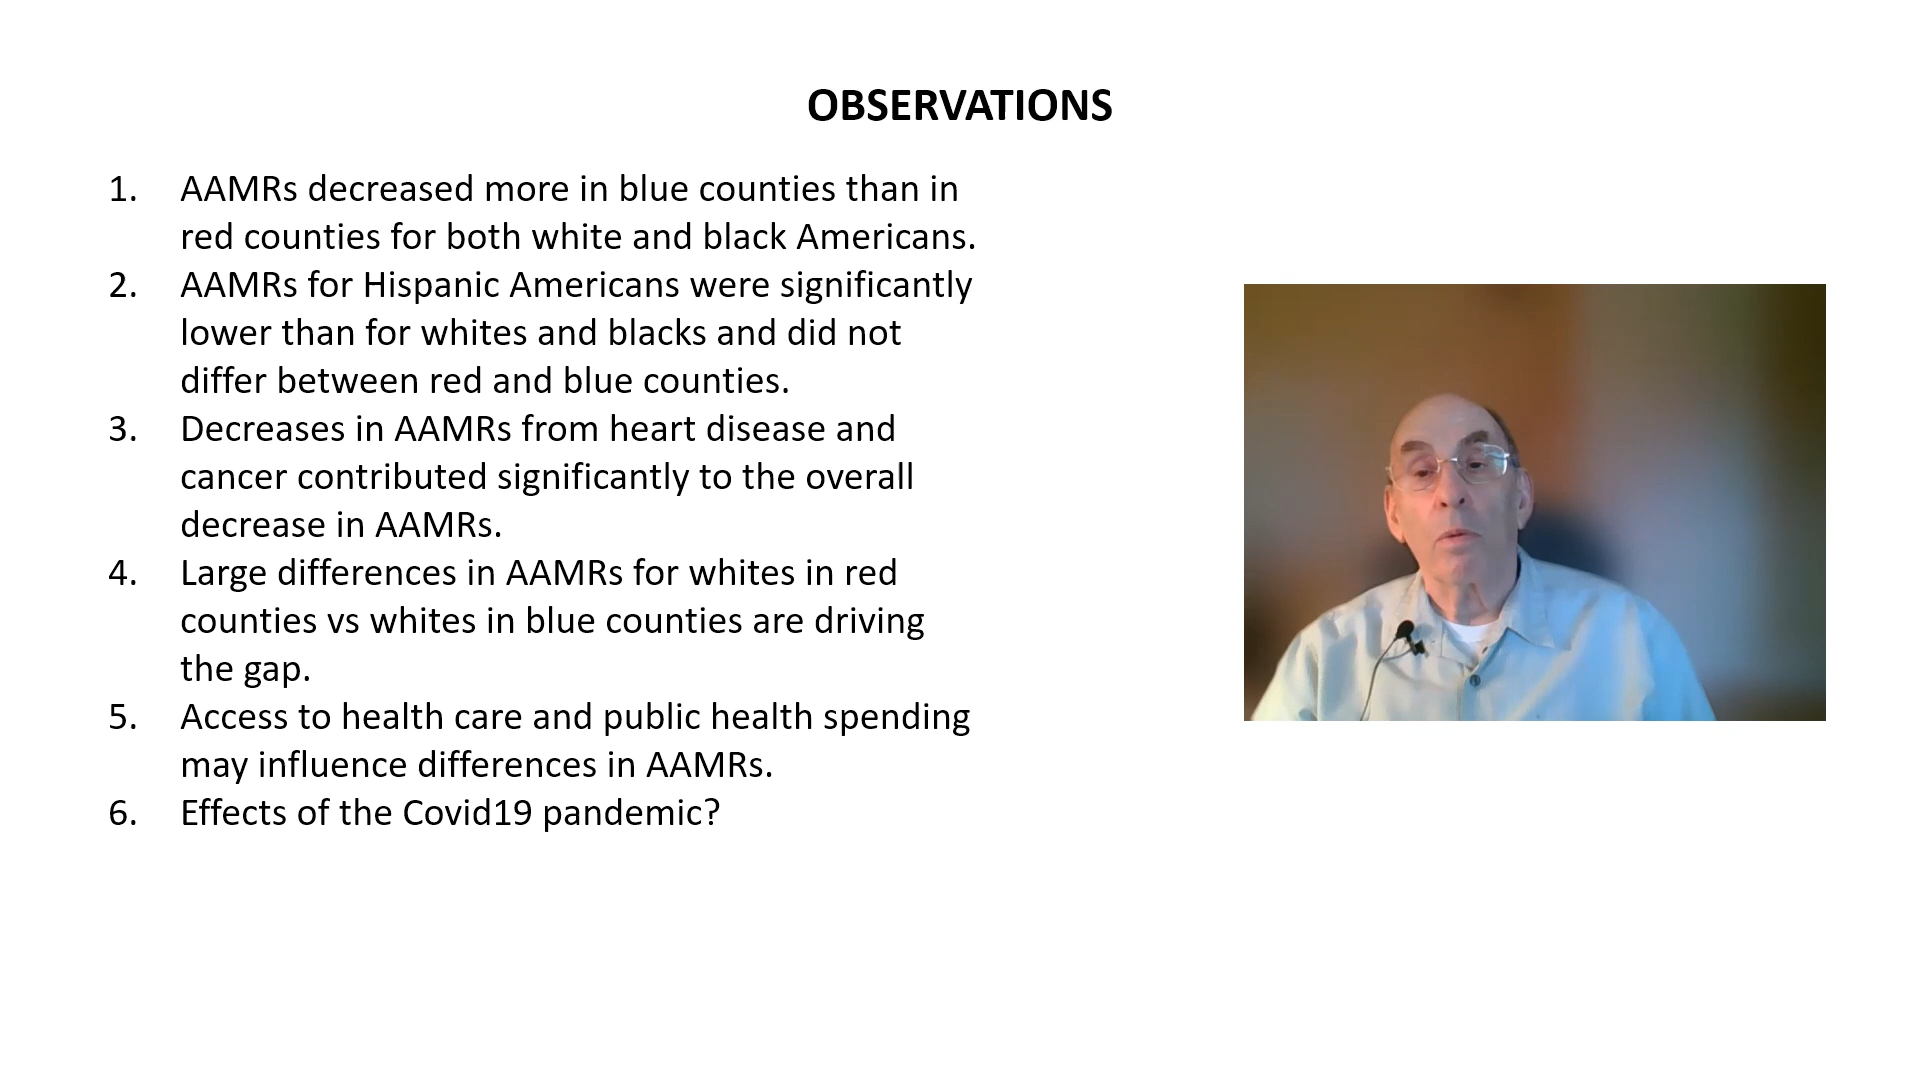 OBSERVATIONS
1. AAMRs decreased more in blue counties than in
red counties for both white and black Americans.
2. AAMRs for Hispanic Americans were significantly
lower than for whites and blacks and did not
differ between red and blue counties.
3. Decreases in AAMRs from heart disease and
cancer contributed significantly to the overall
decrease in AAMRs.
4. Large differences in AAMRs for whites in red
counties vs whites in blue counties are driving
the gap.
5. Access to health care and public health spending
may influence differences in AAMRs.
6. Effects of the Covid19 pandemic?